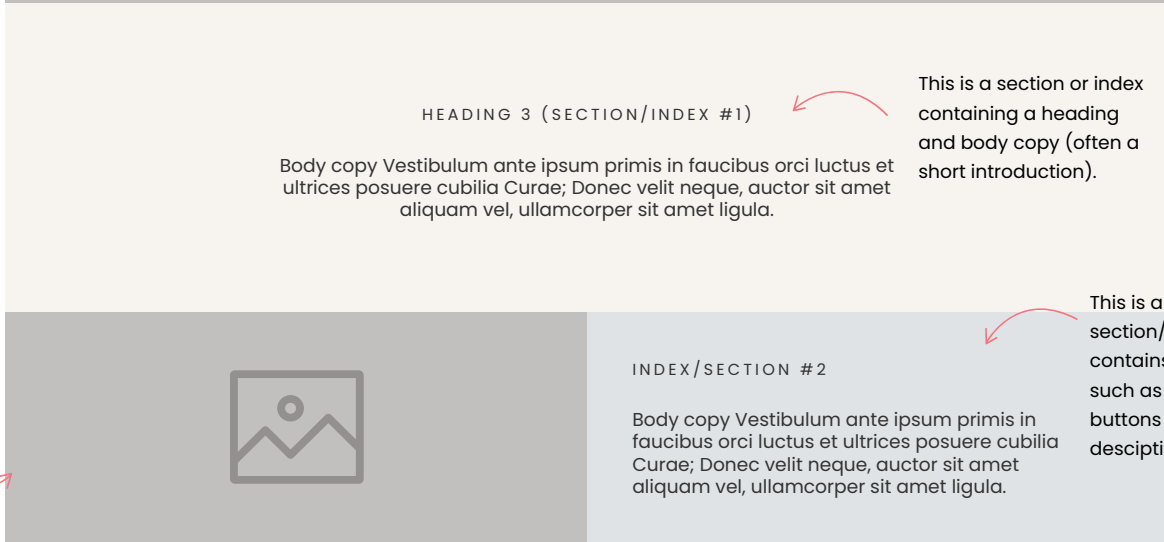 HEADING 3 (SECTION/INDEX #1)
Body copy Vestibulum ante ipsum primis in faucibus orci luctus et
ultrices posuere cubilia Curae; Donec velit neque, auctor sit amet
aliquam vel, ullamcorper sit amet ligula.
This is a section or index
containing a heading
and body copy (often a
short introduction).
INDEX/SECTION #2
Body copy Vestibulum ante ipsum primis in
faucibus orci luctus et ultrices posuere cubilia
Curae; Donec velit neque, auctor sit amet
aliquam vel, ullamcorper sit amet ligula.
This is a
section/
contains
such as
buttons
descipti